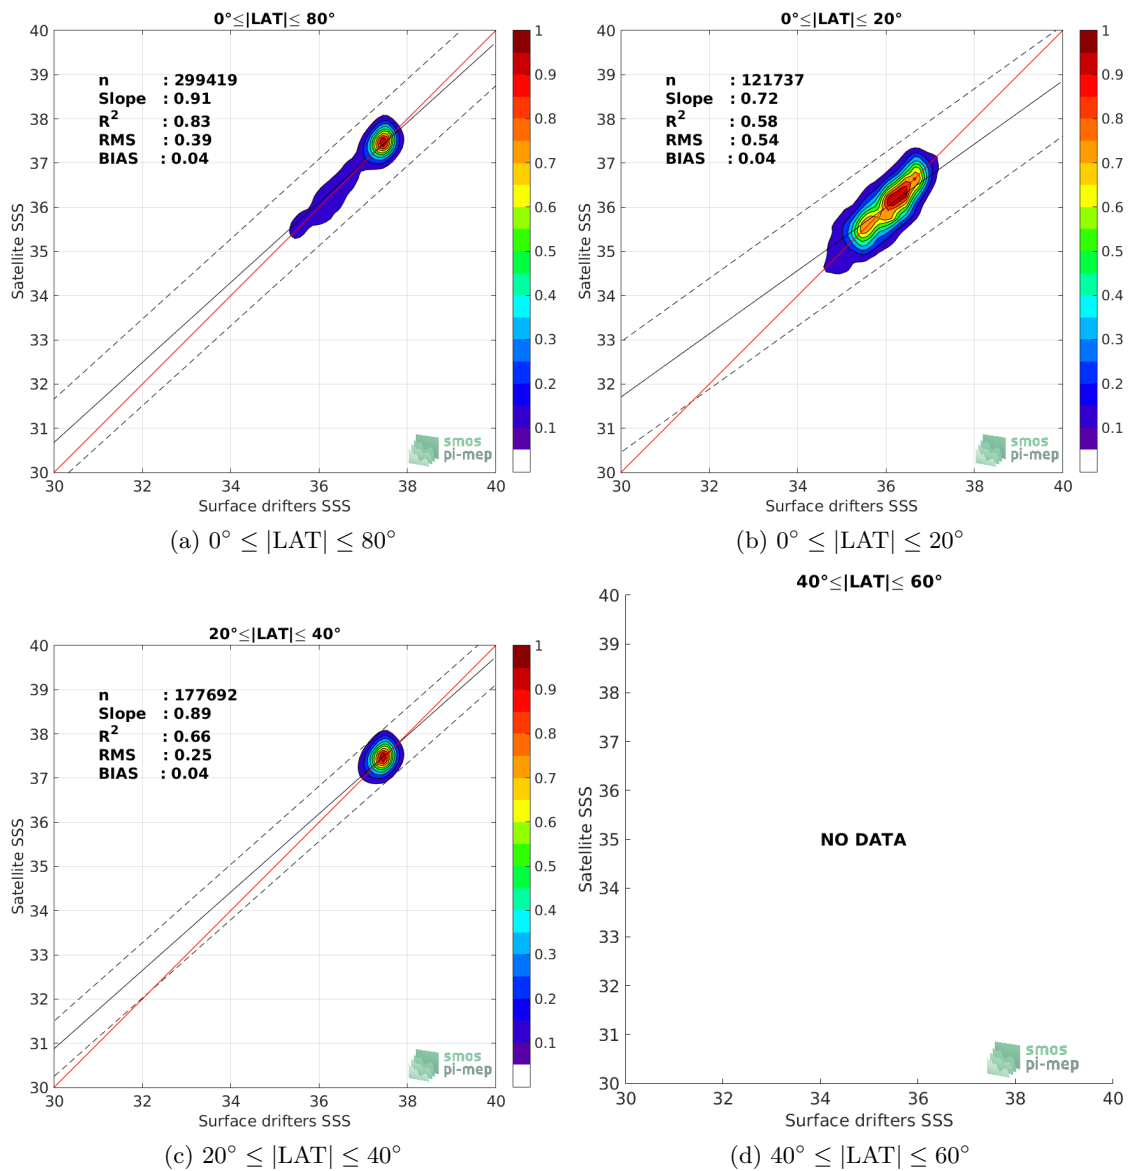 0°≤|LAT|≤ 80°
40
39
38
37
36
35
34
33
32
31
30
30
32
34
36
38
40
Satellite SSS
Surface drifters SSS
n : 299419
Slope : 0.91
R2 : 0.83
RMS : 0.39
BIAS : 0.04
1
0.9
0.8
0.7
0.6
0.5
0.4
0.3
0.2
0.1
smos
pi-mep
(a) 0° ≤ |LAT| ≤ 80°
0°≤|LAT|≤ 20°
40
39
38
37
36
35
34
33
32
31
30
30
32
34
36
38
40
Satellite SSS
Surface drifters SSS
n : 121737
Slope : 0.72
R2 : 0.58
RMS : 0.54
BIAS : 0.04
1
0.9
0.8
0.7
0.6
0.5
0.4
0.3
0.2
0.1
smos
pi-mep
(b) 0° ≤ |LAT| ≤ 20°
20°≤|LAT|≤ 40°
40
39
38
37
36
35
34
33
32
31
30
30
32
34
36
38
40
Satellite SSS
Surface drifters SSS
n : 177692
Slope : 0.89
R2 : 0.66
RMS : 0.25
BIAS : 0.04
1
0.9
0.8
0.7
0.6
0.5
0.4
0.3
0.2
0.1
smos
pi-mep
(c) 20° ≤ |LAT| ≤ 40°
40°≤|LAT|≤ 60°
40
39
38
37
36
35
34
33
32
31
30
30
32
34
36
38
40
Satellite SSS
Surface drifters SSS
NO DATA
smos
pi-mep
(d) 40° ≤ |LAT| ≤ 60°